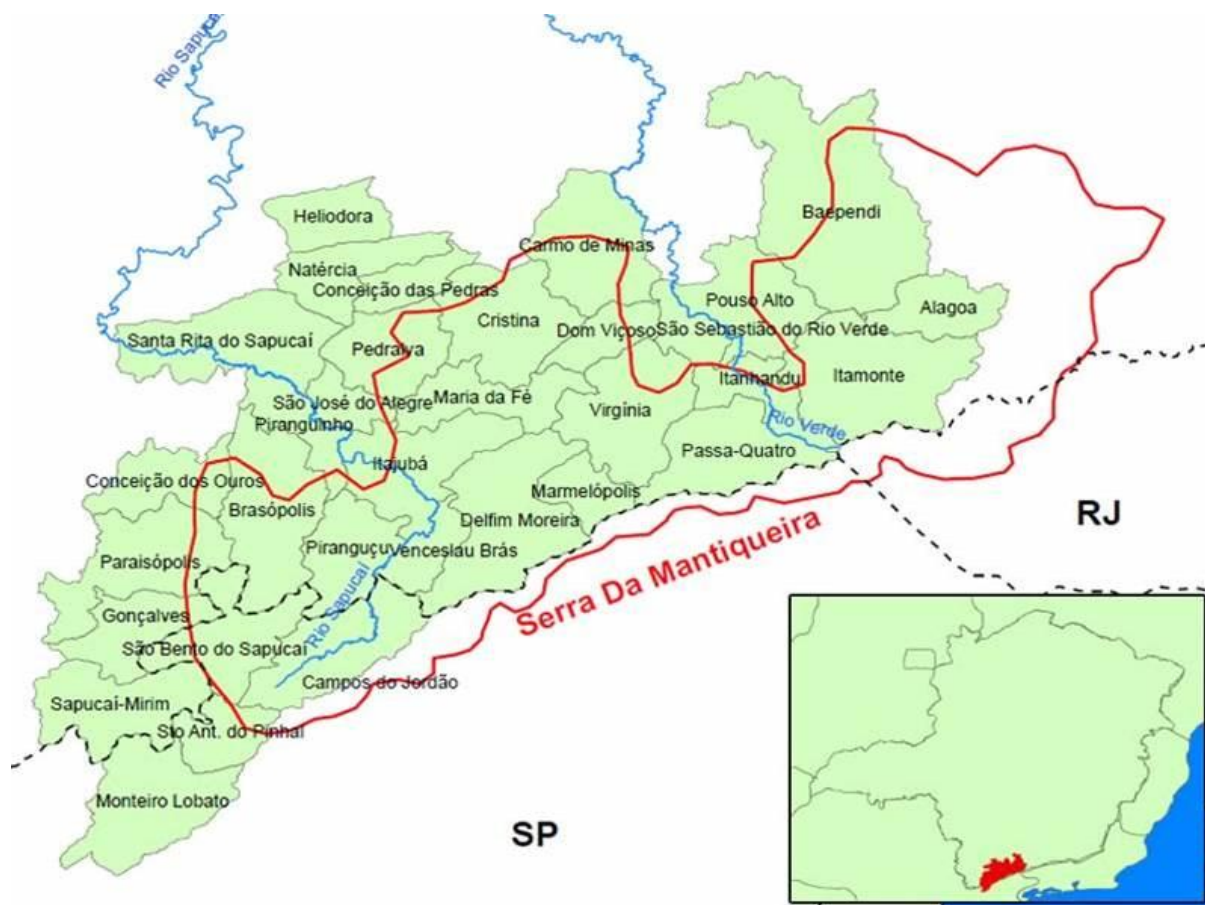 Rio Sapucaí
Heliodora
Baependi
Carmo de Minas
Natércia
Conceição das Pedras
Pouso Alto
Alagoa
Cristina
Dom Viçoso
São Sebastião do Rio Verde
Santa Rita do Sapucaí
Pedralva
Itanhandu
Itamonte
São José do Alegre
Maria da Fé
Virgínia
Piranguinho
Rio Verde
Passa-Quatro
Itajubá
Conceição dos Ouros
Marmelópolis
Brasópolis
Delfim Moreira
RJ
Piranguçu
Venceslau Brás
Paraisópolis
Serra Da Mantiqueira
Gonçalves
Rio Sapucaí
São Bento do Sapucaí
Campos do Jordão
Sapucaí-Mirim
Sto Ant. do Pinhal
Monteiro Lobato
SP